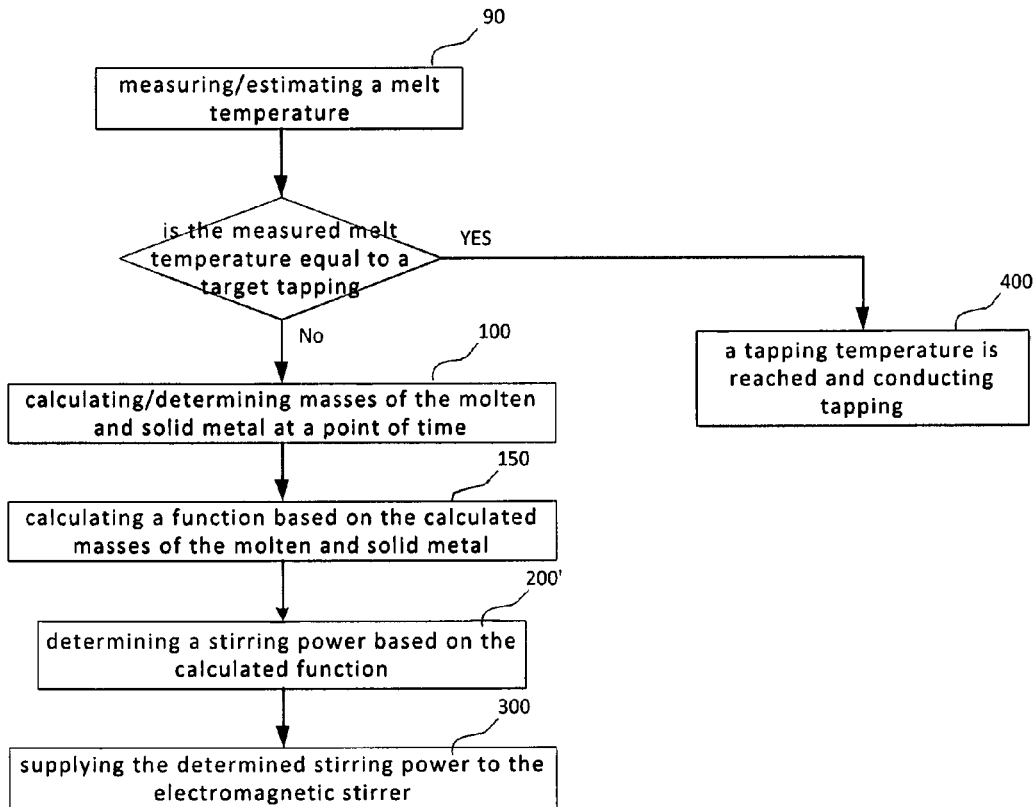 90
measuring/estimating a melt
temperature
is the measured melt
temperature equal to a
target tapping
YES
No
400
a tapping temperature is
reached and conducting
tapping
100
calculating/determining masses of the molten
and solid metal at a point of time
150
calculating a function based on the calculated
masses of the molten and solid metal
200'
determining a stirring power based on the
calculated function
300
supplying the determined stirring power to the
electromagnetic stirrer